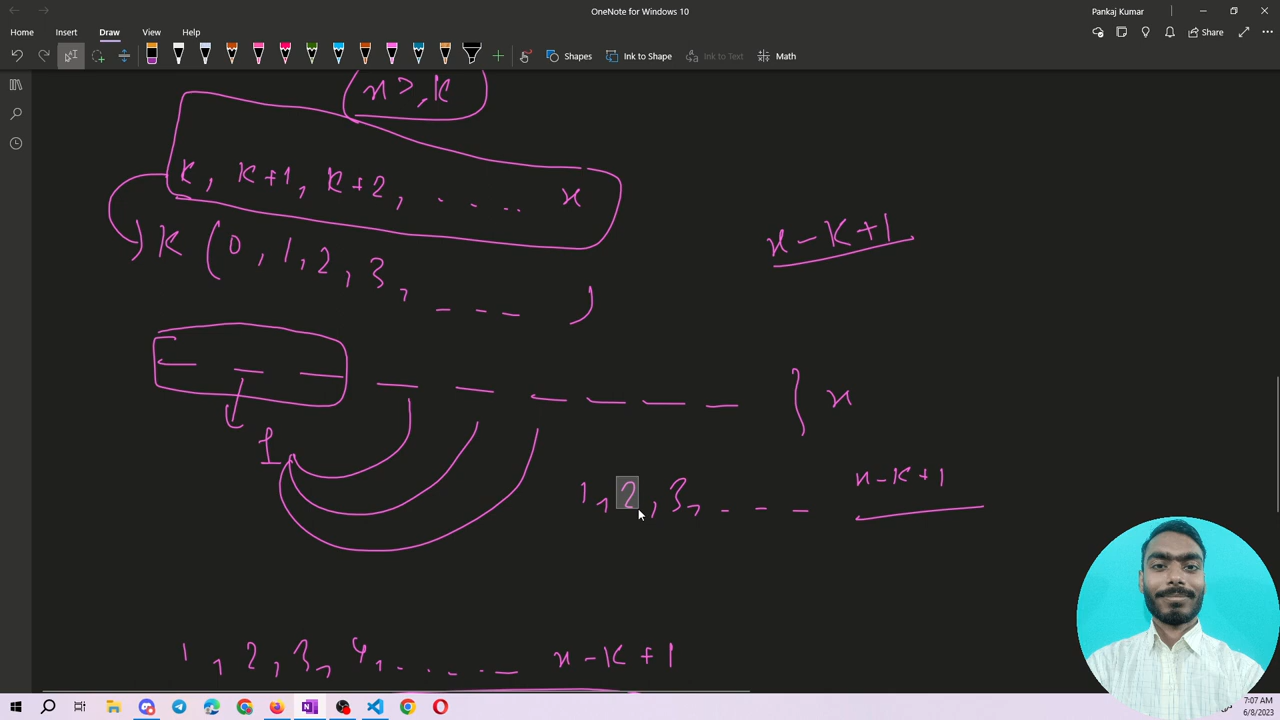 OneNote for Windows 10
Pankaj Kumar
Home Insert Draw View Help
Share
Shapes Ink to Shape Ink to Text Math
x >, K
K, K+1, K+2, . . . . . x
K ( 0, 1, 2, 3, - - - )
x - K + 1
} x
1
1, 2, 3, - - - x - K + 1
1, 2, 3, 4, . . . . - x - K + 1
7:07 AM
6/8/2023